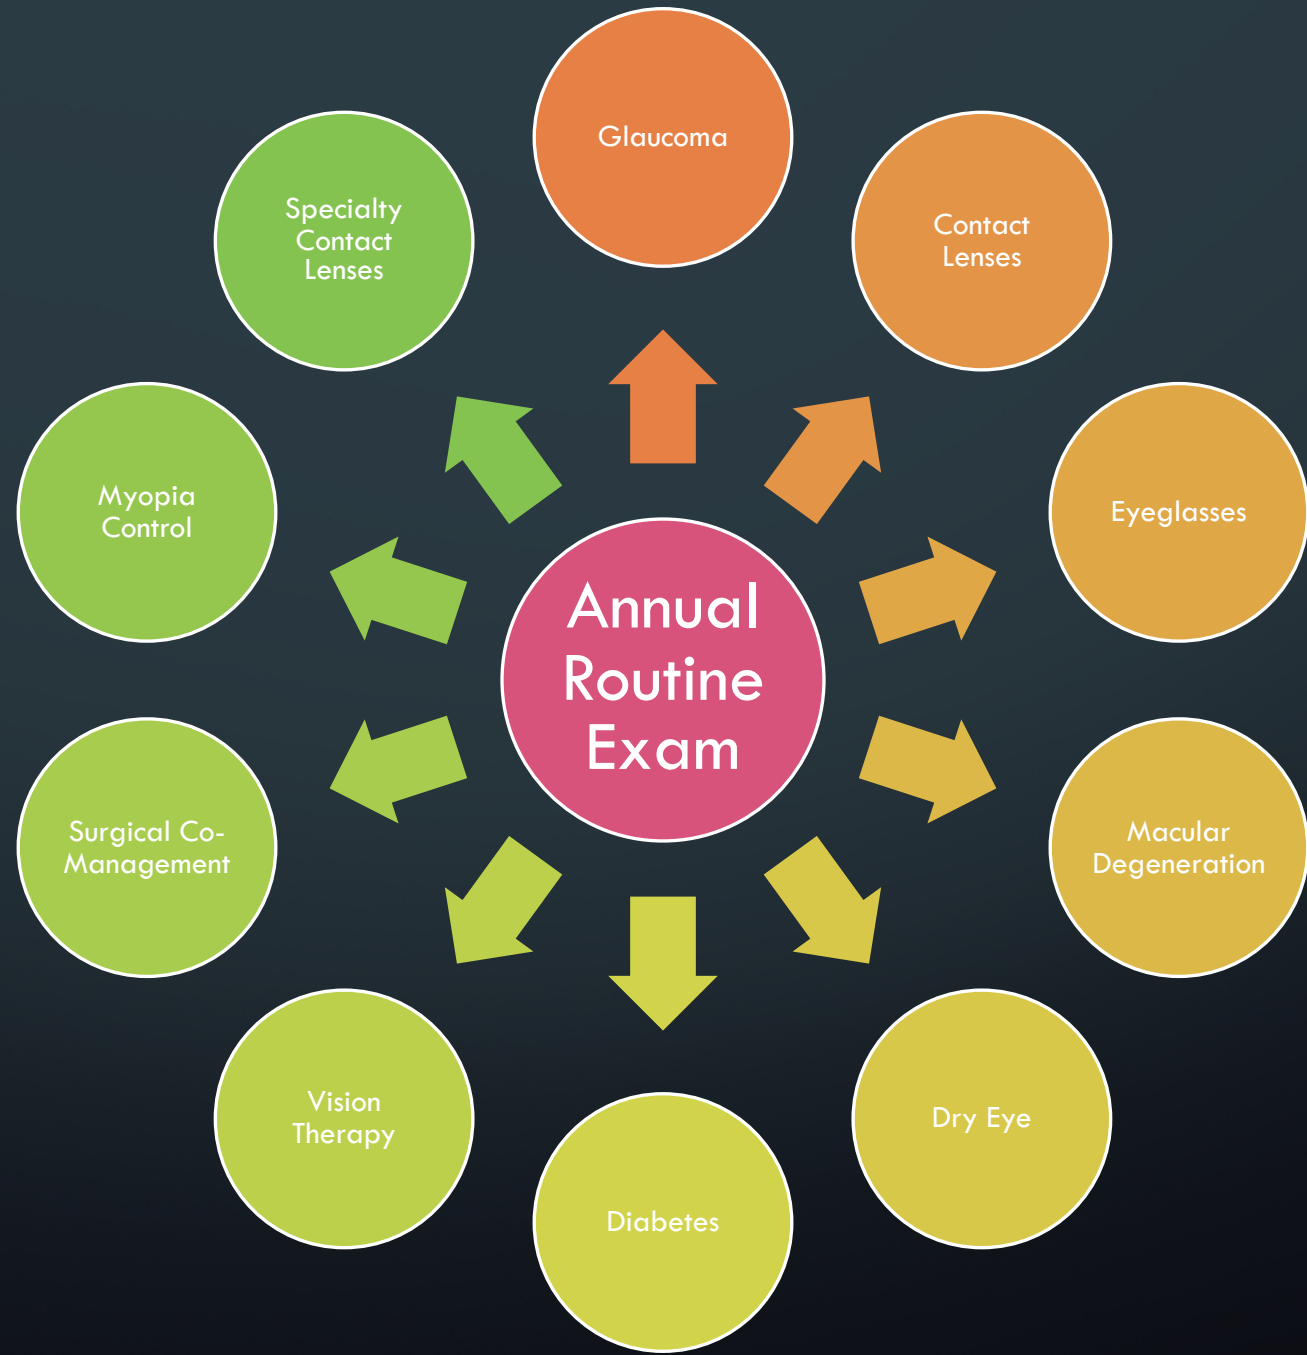 Glaucoma
Contact
Lenses
Eyeglasses
Macular
Degeneration
Dry Eye
Diabetes
Vision
Therapy
Surgical Co-
Management
Myopia
Control
Specialty
Contact
Lenses
Annual
Routine
Exam